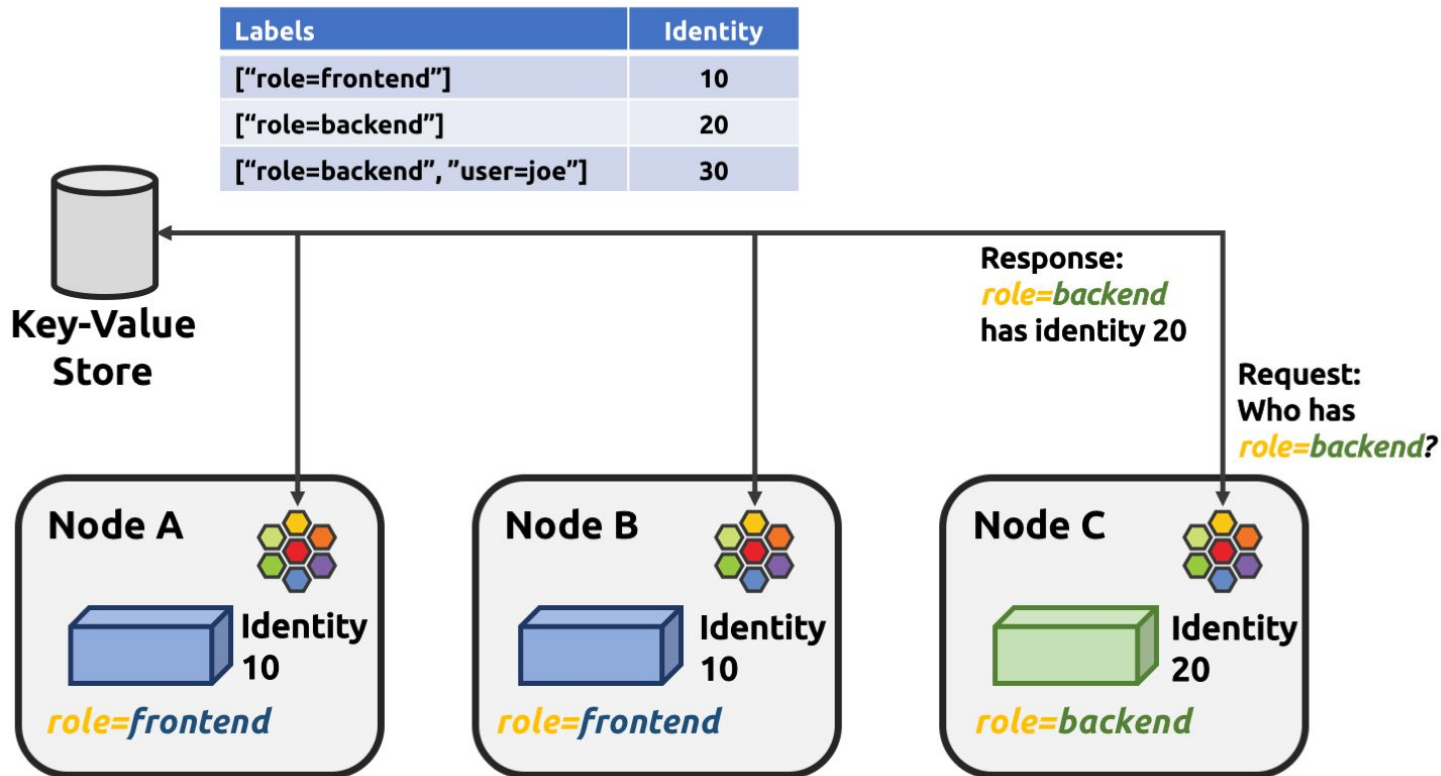 Labels Identity
[“role=frontend”] 10
[“role=backend”] 20
[“role=backend”, ”user=joe”] 30
Key-Value
Store
Response:
role=backend
has identity 20
Request:
Who has
role=backend?
Node A
Identity
10
role=frontend
Node B
Identity
10
role=frontend
Node C
Identity
20
role=backend